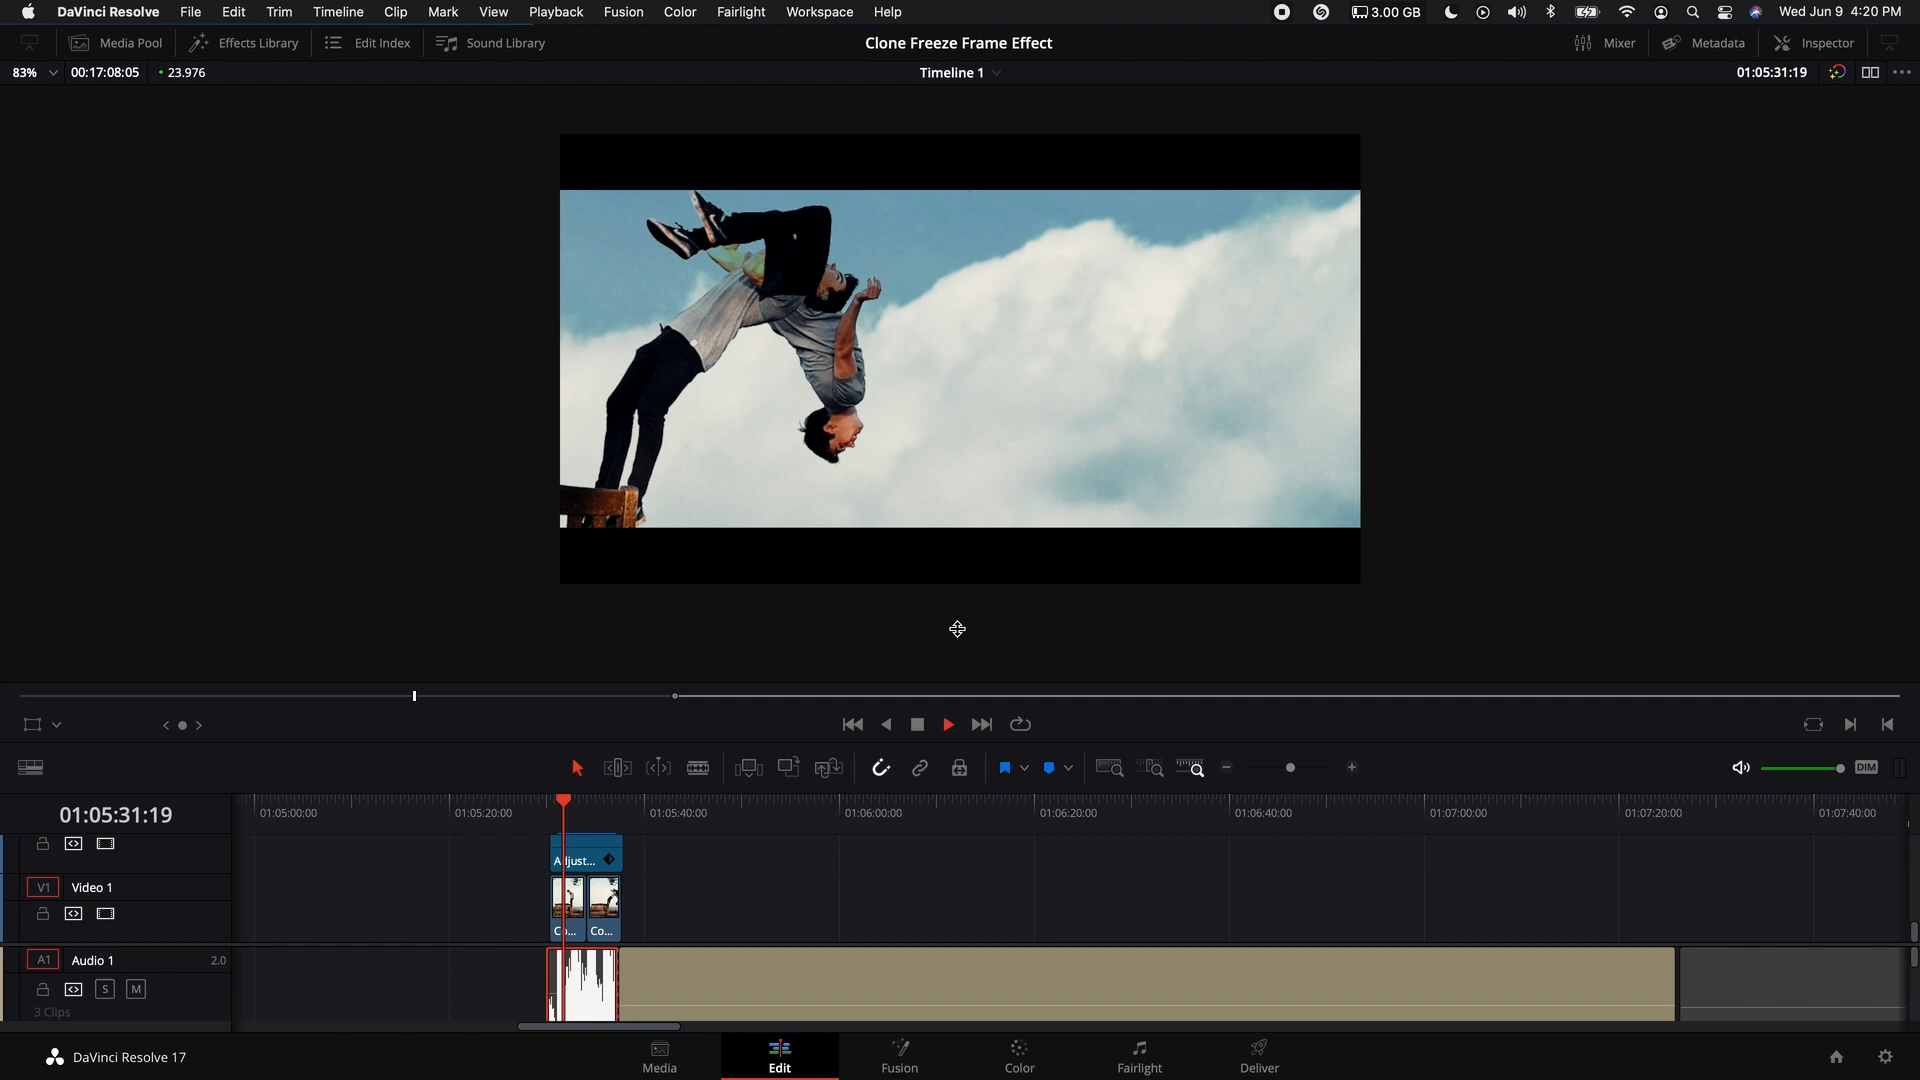 DaVinci Resolve File Edit Trim Timeline Clip Mark View Playback Fusion Color Fairlight Workspace Help 3.00 GB Wed Jun 9 4:20 PM
Media Pool Effects Library Edit Index Sound Library Clone Freeze Frame Effect Mixer Metadata Inspector
83% 00:17:08:05 23.976 Timeline 1 01:05:31:19
DIM
01:05:31:19 01:05:00:00 01:05:20:00 01:05:40:00 01:06:00:00 01:06:20:00 01:06:40:00 01:07:00:00 01:07:20:00 01:07:40:00
Adjust...
V1 Video 1
Co... Co...
A1 Audio 1 2.0
S M
3 Clips
DaVinci Resolve 17 Media Edit Fusion Color Fairlight Deliver